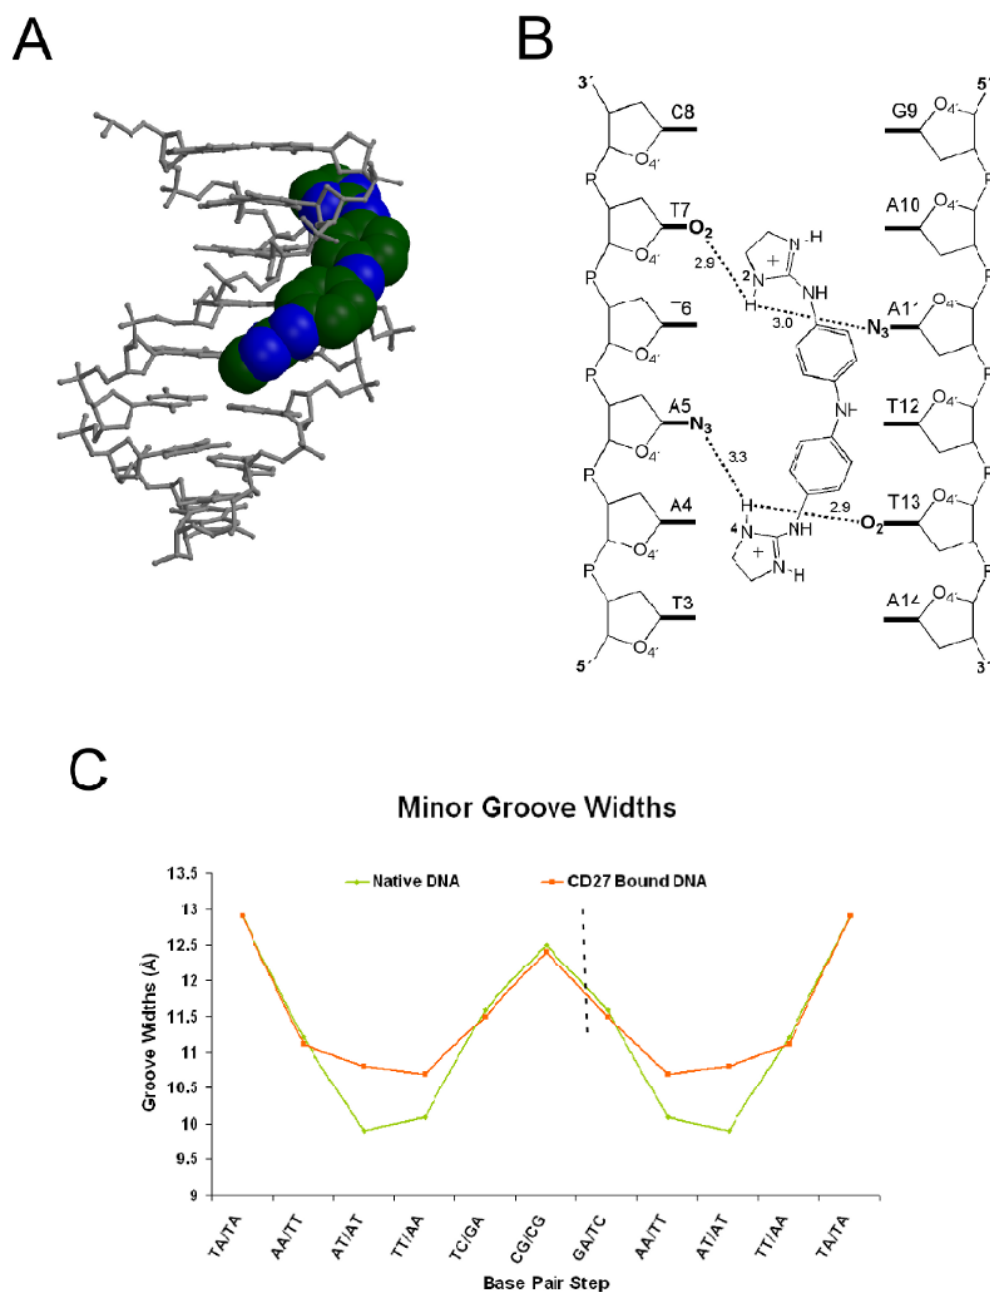 A
B
3´ 5´
C8 G9
O4´ O4´
P P
T7 O2 A10
O4´ O4´
2.9 N-H
2 N +
P H NH P
3.0
6 A1
O4´ N3 O4´
P P
A5 N3 NH T12
O4´ O4´
3.3
P H P
2.9
A4 4 N NH O2 T13
O4´ + O4´
P N-H
T3 A14
O4´ O4´
5´ 3´
C
Minor Groove Widths
Native DNA CD27 Bound DNA
13.5
13
12.5
12
11.5
11
10.5
10
9.5
9
Groove Widths (Å)
TA/TA AA/TT AT/AT TT/AA TC/GA CG/CG GA/TC AA/TT AT/AT TT/AA TA/TA
Base Pair Step